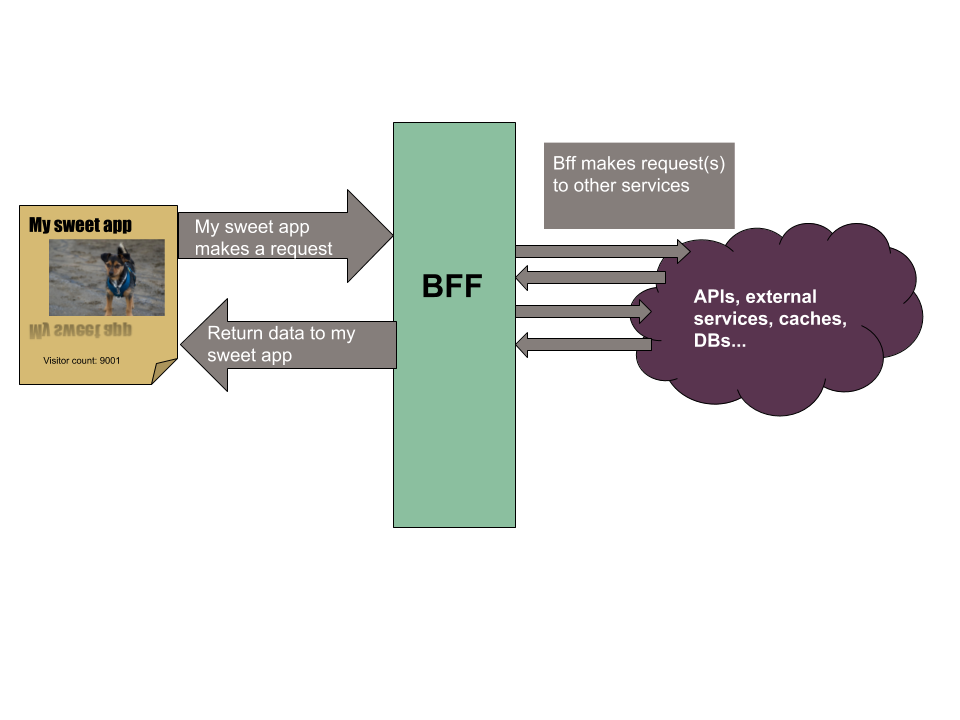 My sweet app
My sweet app
Visitor count: 9001
My sweet app
makes a request
Return data to my
sweet app
BFF
Bff makes request(s)
to other services
APIs, external
services, caches,
DBs...